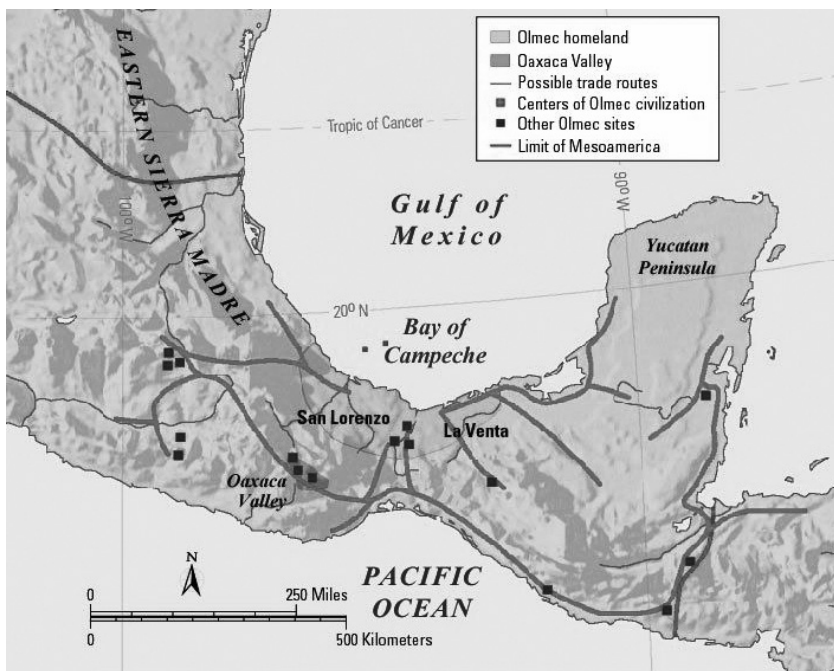 Olmec homeland
Oaxaca Valley
Possible trade routes
Centers of Olmec civilization
Other Olmec sites
Limit of Mesoamerica
EASTERN SIERRA MADRE
Tropic of Cancer
100° W
90° W
Gulf of
Mexico
Yucatan
Peninsula
20° N
Bay of
Campeche
San Lorenzo
La Venta
Oaxaca
Valley
N
PACIFIC
OCEAN
0 250 Miles
0 500 Kilometers